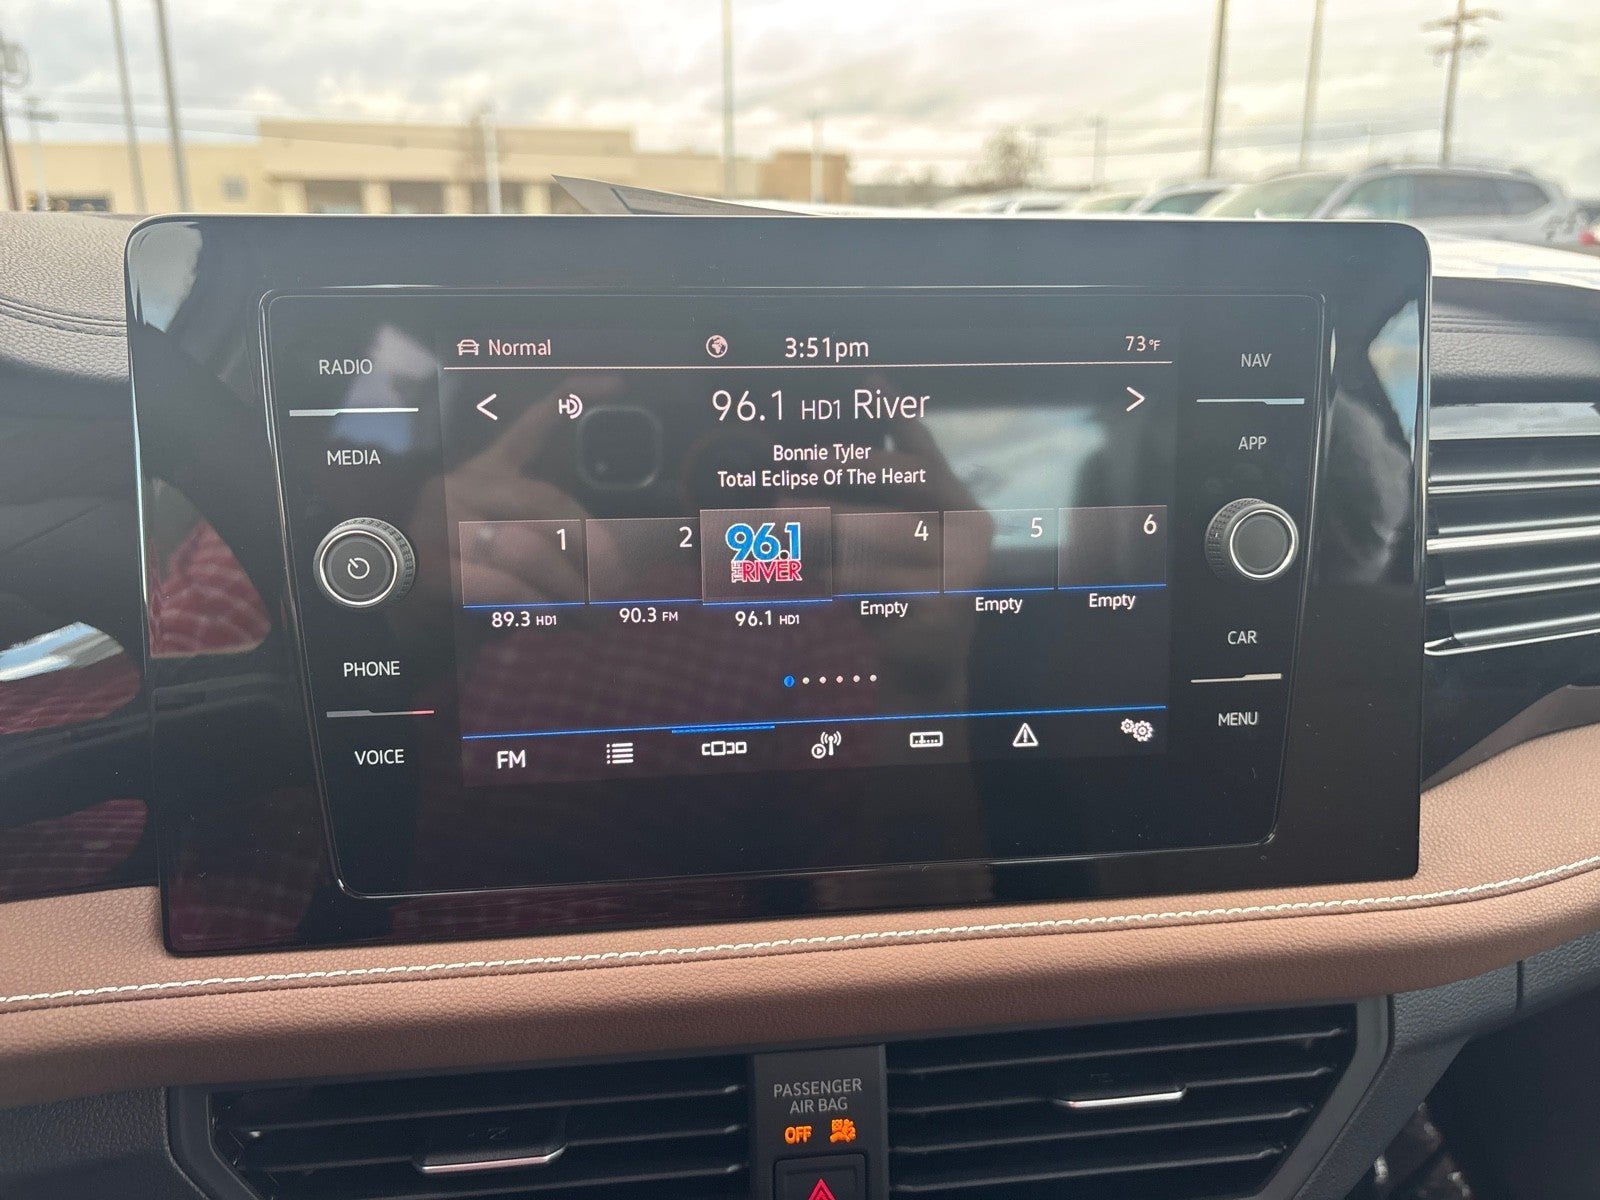 RADIO
MEDIA
PHONE
VOICE
Normal
3:51pm
73°F
96.1 HD1 River
Bonnie Tyler
Total Eclipse Of The Heart
1
2
96.1
THE RIVER
4
5
6
89.3 HD1
90.3 FM
96.1 HD1
Empty
Empty
Empty
FM
NAV
APP
CAR
MENU
PASSENGER
AIR BAG
OFF